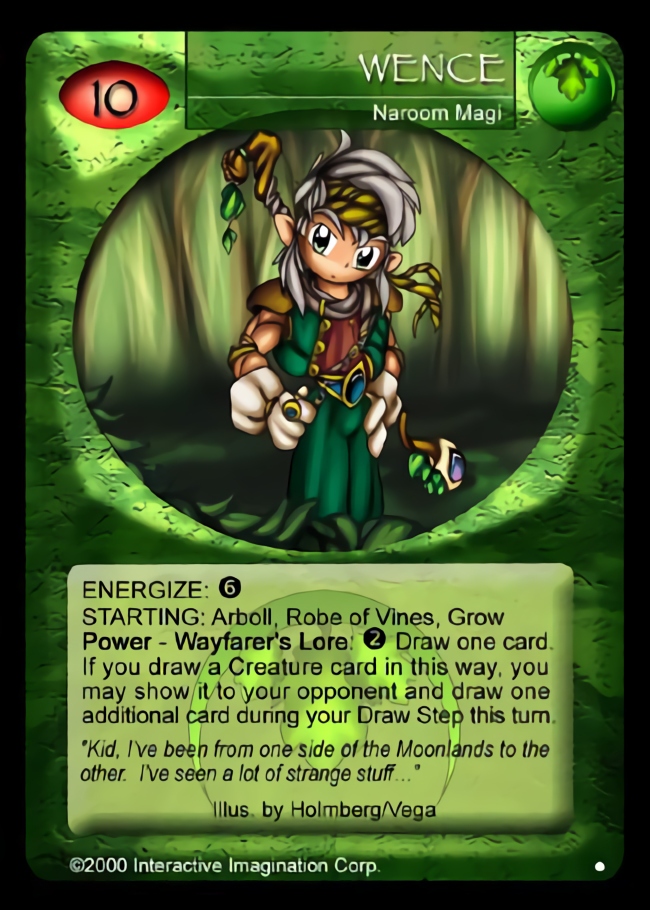 WENCE
10
Naroom Magi
ENERGIZE: 6
STARTING: Arboll, Robe of Vines, Grow
Power - Wayfarer's Lore: 2 Draw one card.
If you draw a Creature card in this way, you
may show it to your opponent and draw one
additional card during your Draw Step this turn.
"Kid, I've been from one side of the Moonlands to the
other. I've seen a lot of strange stuff..."
Illus. by Holmberg/Vega
©2000 Interactive Imagination Corp.